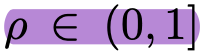 ρ ∈ (0, 1]